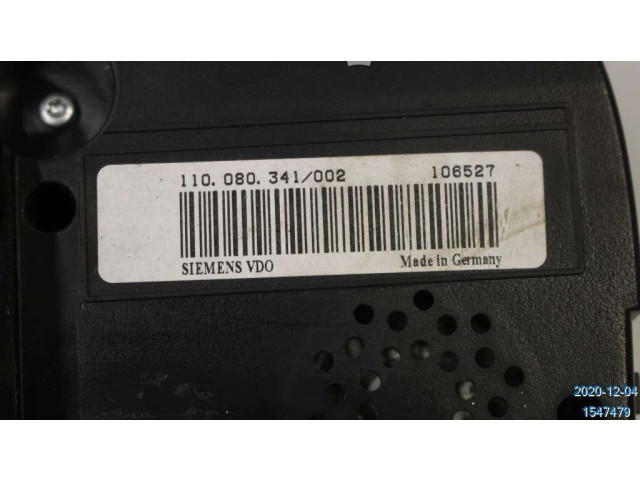 110. 080. 341/002 106527
SIEMENS VDO Made in Germany
2020-12-04
1547479